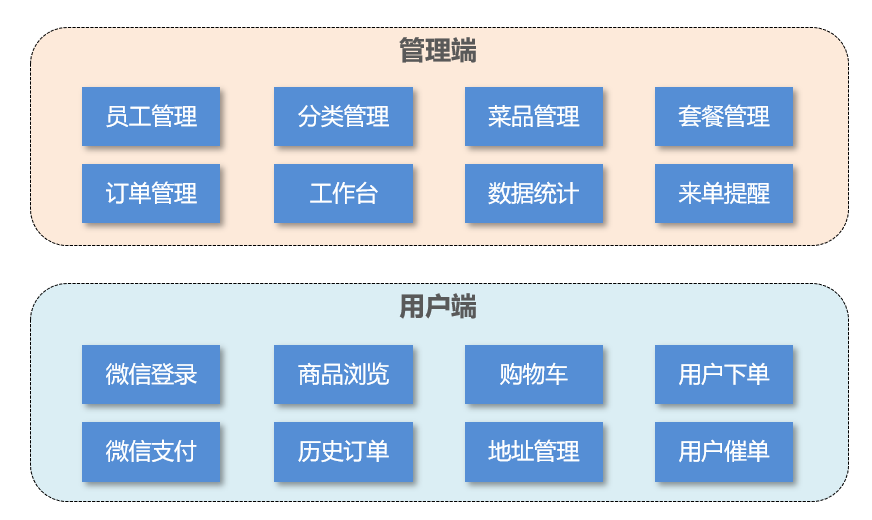 管理端
员工管理 分类管理 菜品管理 套餐管理
订单管理 工作台 数据统计 来单提醒
用户端
微信登录 商品浏览 购物车 用户下单
微信支付 历史订单 地址管理 用户催单